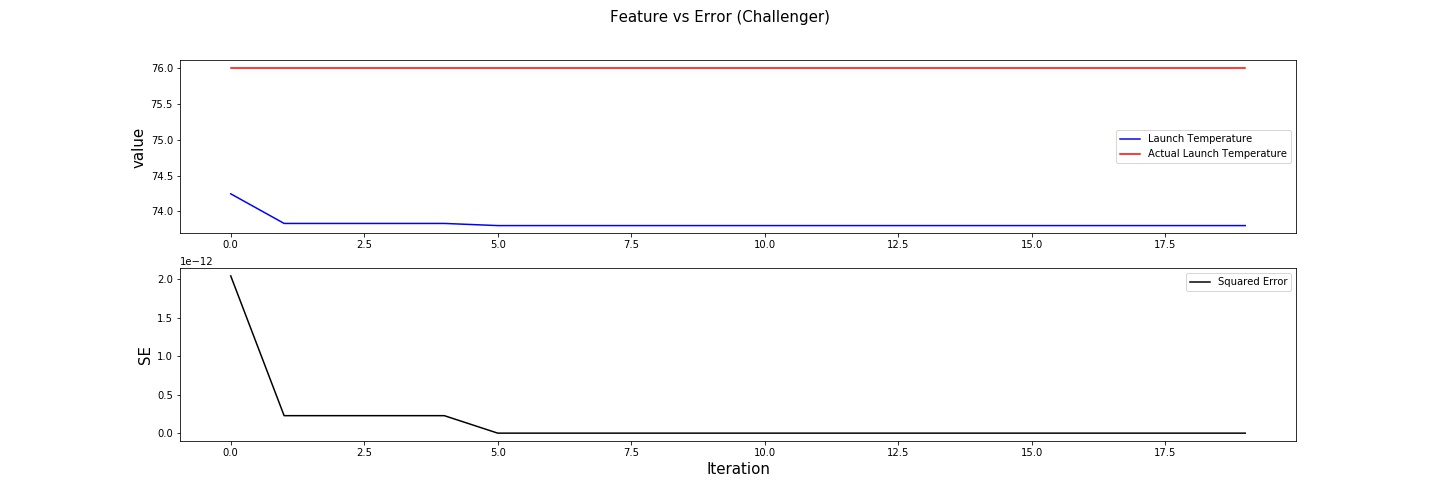 Feature vs Error (Challenger)
76.0
75.5
75.0
74.5
74.0
value
Launch Temperature
Actual Launch Temperature
0.0 2.5 5.0 7.5 10.0 12.5 15.0 17.5
1e−12
2.0
1.5
1.0
0.5
0.0
SE
Squared Error
0.0 2.5 5.0 7.5 10.0 12.5 15.0 17.5
Iteration